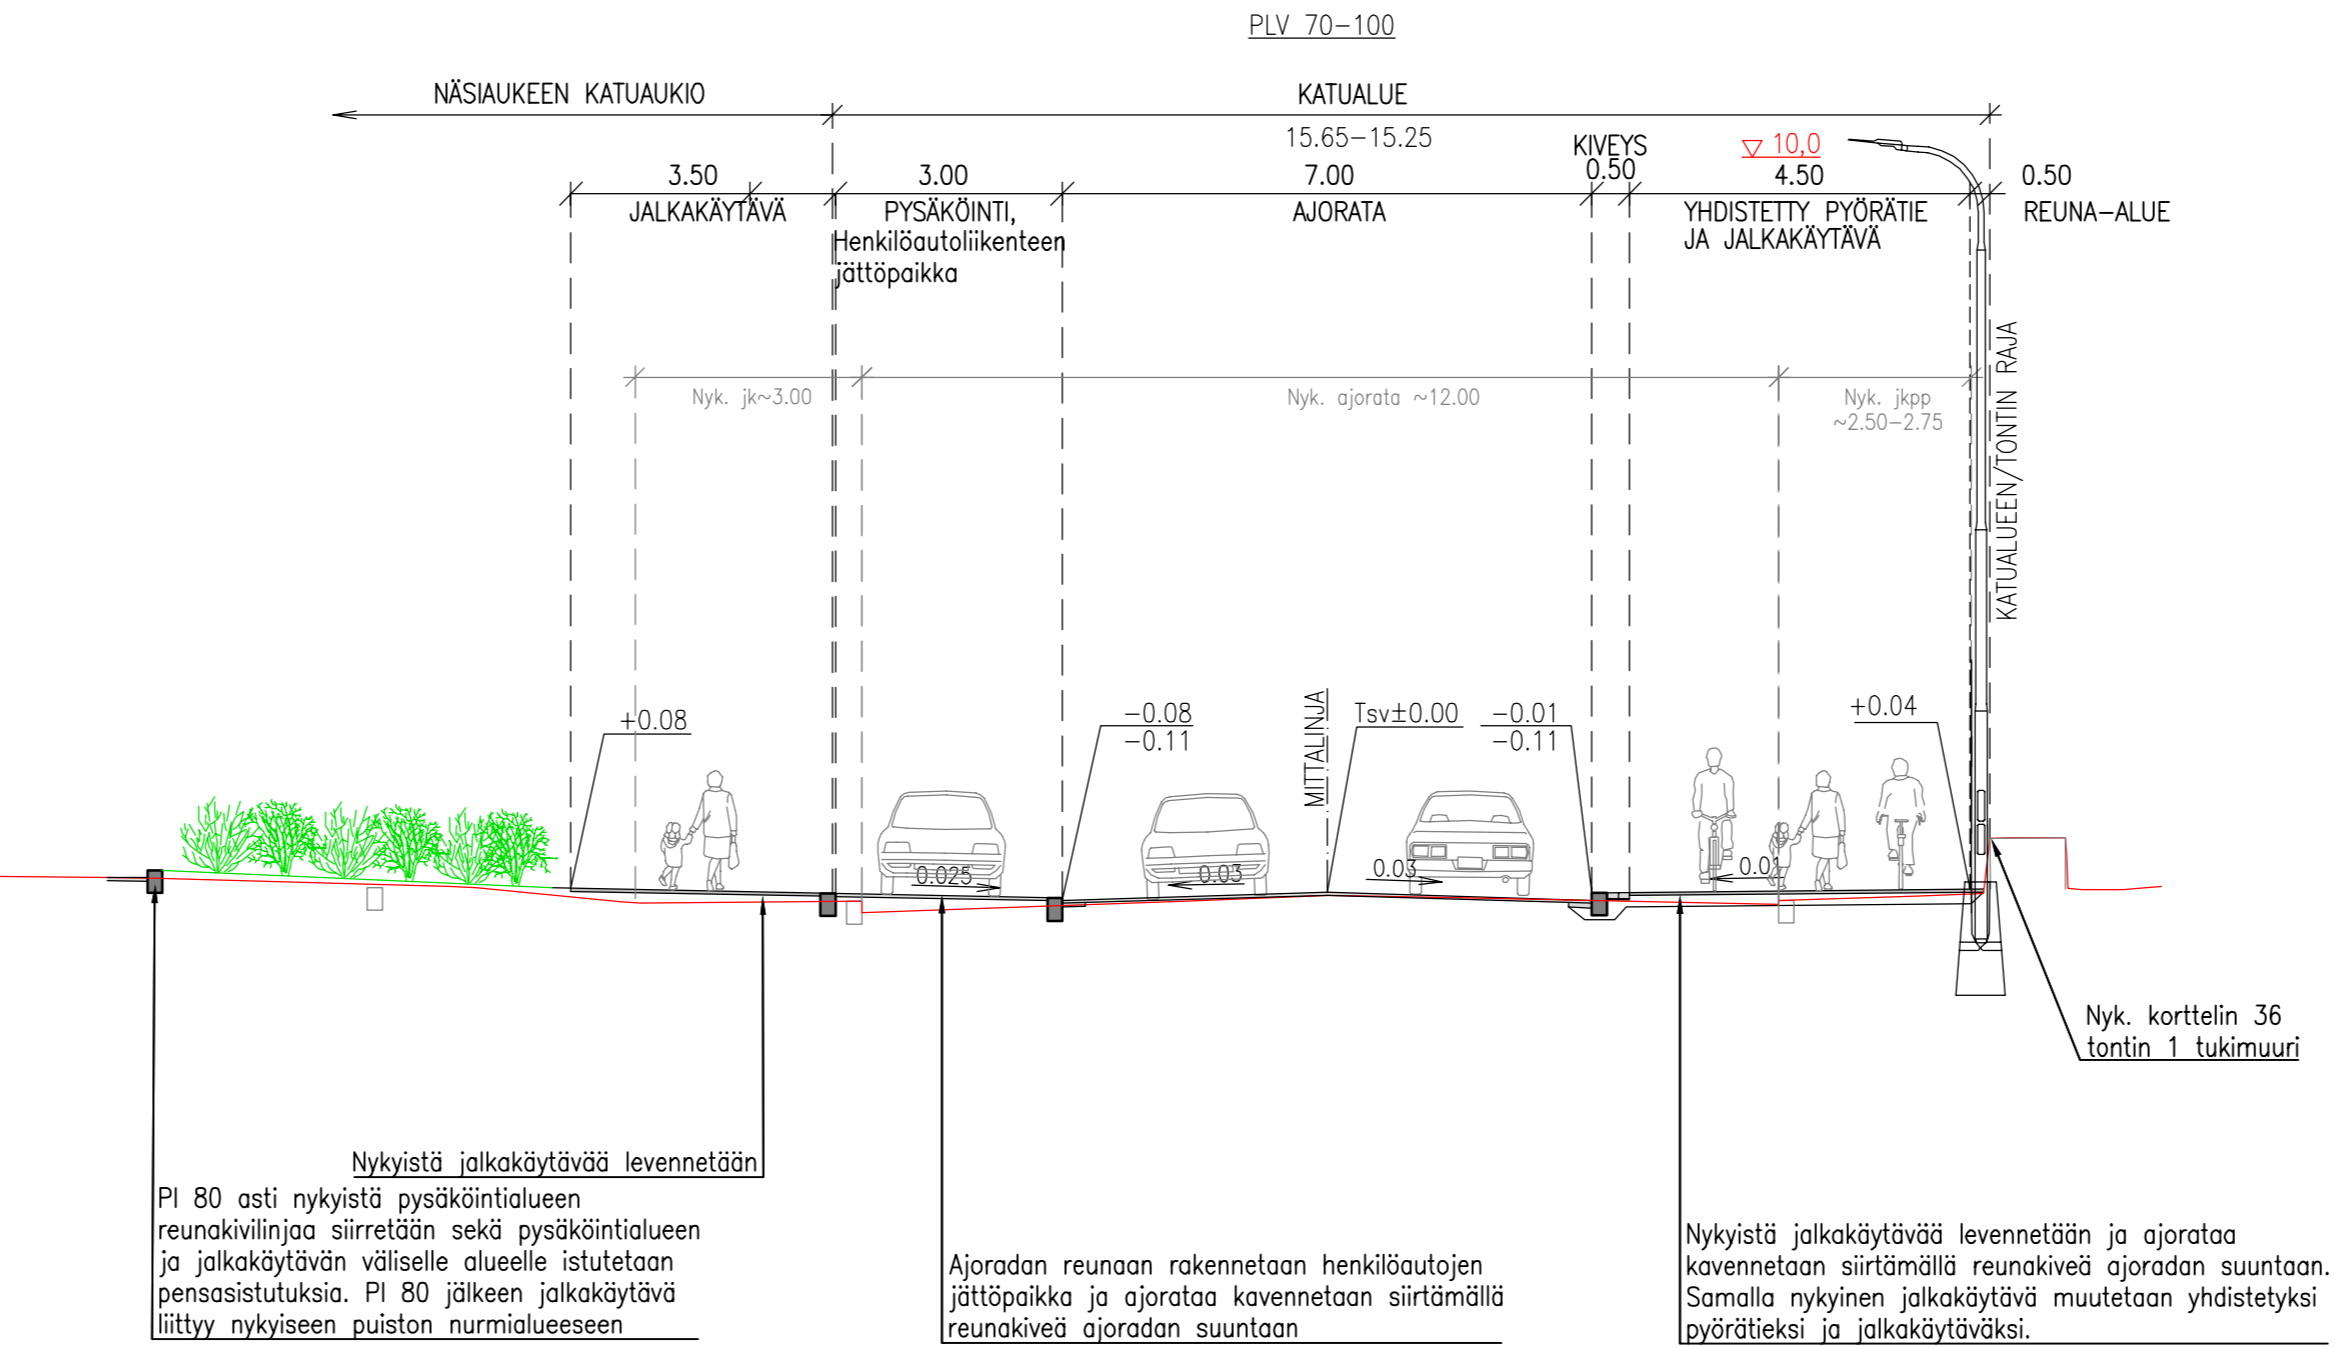 PLV 70-100
NÄSIAUKEEN KATUAUKIO
KATUALUE
15.65-15.25
KIVEYS
0.50
▽ 10,0
3.50
3.00
7.00
4.50
0.50
JALKAKÄYTÄVÄ
PYSÄKÖINTI,
Henkilöautoliikenteen
jättöpaikka
AJORATA
YHDISTETTY PYÖRÄTIE
JA JALKAKÄYTÄVÄ
REUNA-ALUE
KATUALUEEN/TONTIN RAJA
Nyk. jk~3.00
Nyk. ajorata ~12.00
Nyk. jkpp
~2.50-2.75
+0.08
-0.08
-0.11
MITTALINJA
Tsv±0.00
-0.01
-0.11
+0.04
0.025
0.03
0.03
0.01
Nyk. korttelin 36
tontin 1 tukimuuri
Nykyistä jalkakäytävää levennetään
Pl 80 asti nykyistä pysäköintialueen
reunakivilinjaa siirretään sekä pysäköintialueen
ja jalkakäytävän väliselle alueelle istutetaan
pensasistutuksia. Pl 80 jälkeen jalkakäytävä
liittyy nykyiseen puiston nurmialueeseen
Ajoradan reunaan rakennetaan henkilöautojen
jättöpaikka ja ajorataa kavennetaan siirtämällä
reunakiveä ajoradan suuntaan
Nykyistä jalkakäytävää levennetään ja ajorataa
kavennetaan siirtämällä reunakiveä ajoradan suuntaan.
Samalla nykyinen jalkakäytävä muutetaan yhdistetyksi
pyörätieksi ja jalkakäytäväksi.